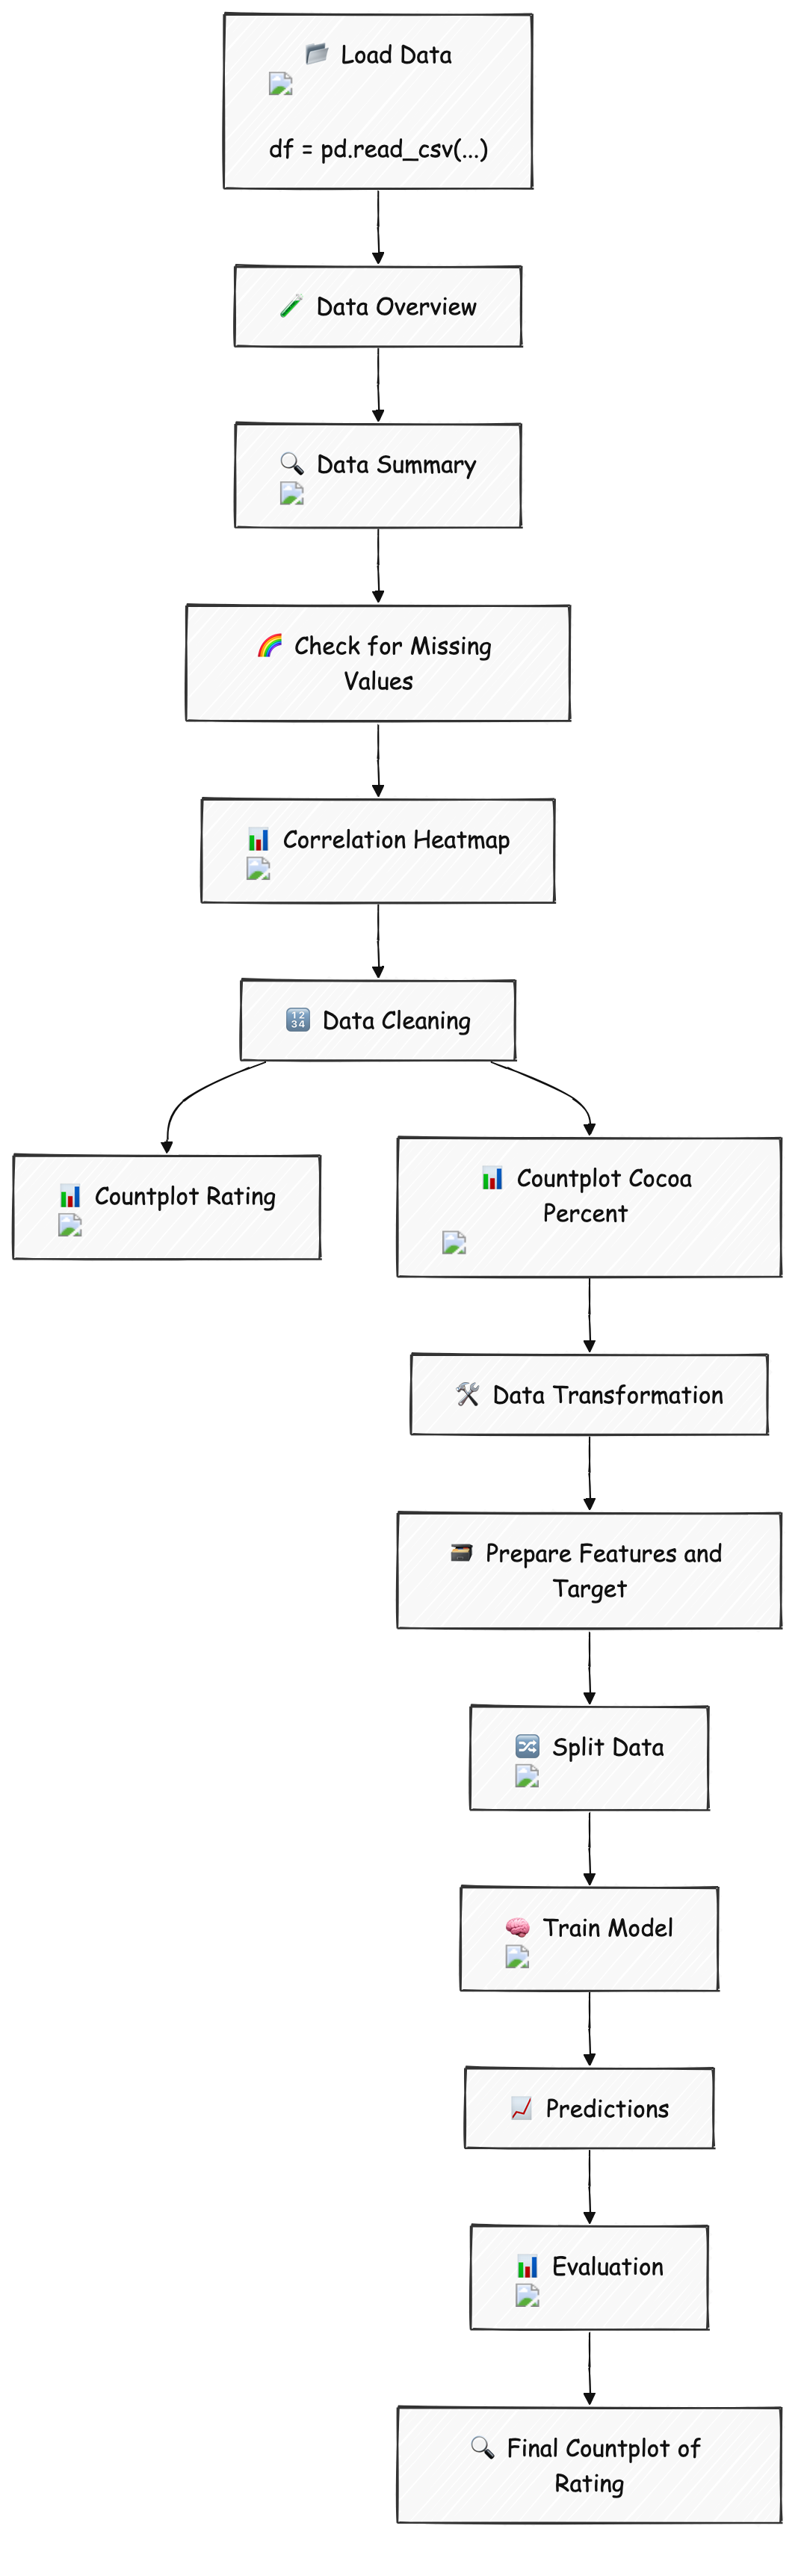 Load Data
df = pd.read_csv(...)
Data Overview
Data Summary
Check for Missing
Values
Correlation Heatmap
1234 Data Cleaning
Countplot Rating
Countplot Cocoa
Percent
Data Transformation
Prepare Features and
Target
Split Data
Train Model
Predictions
Evaluation
Final Countplot of
Rating